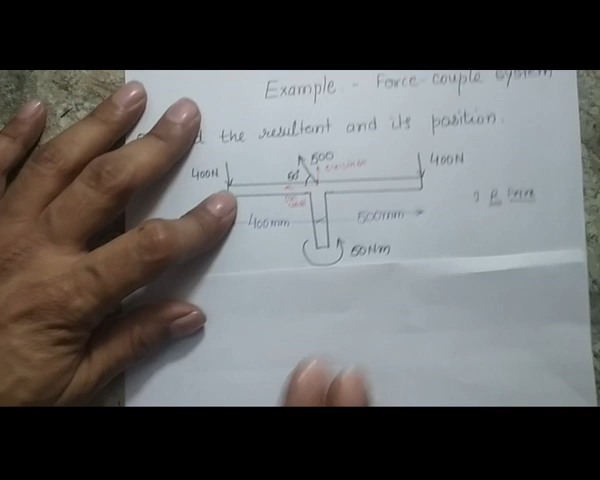 Example - Force couple system
the resultant and its position.
500
400N
400N
60°
400mm
500mm
50Nm